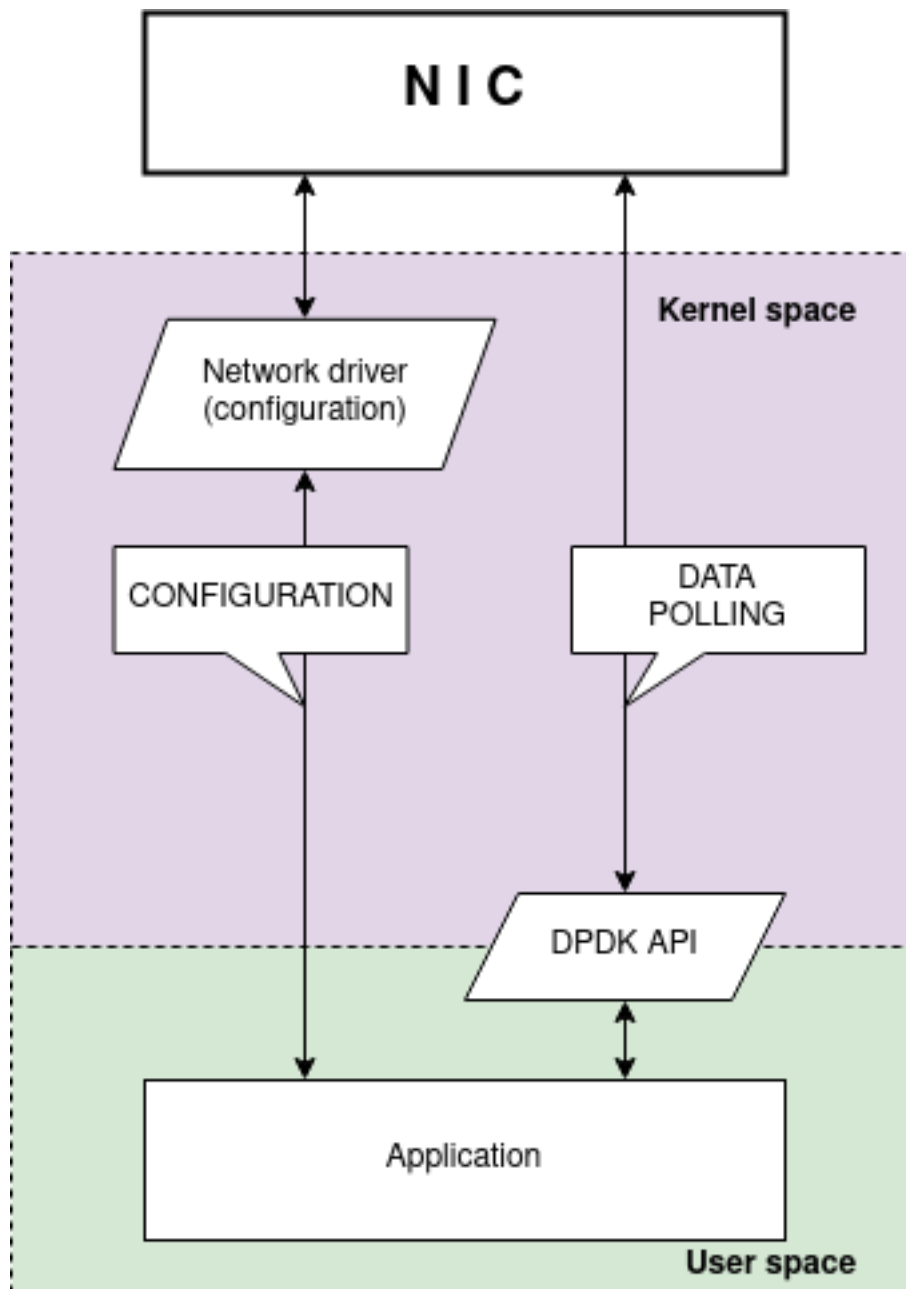 N I C
Kernel space
Network driver
(configuration)
CONFIGURATION
DATA
POLLING
DPDK API
Application
User space